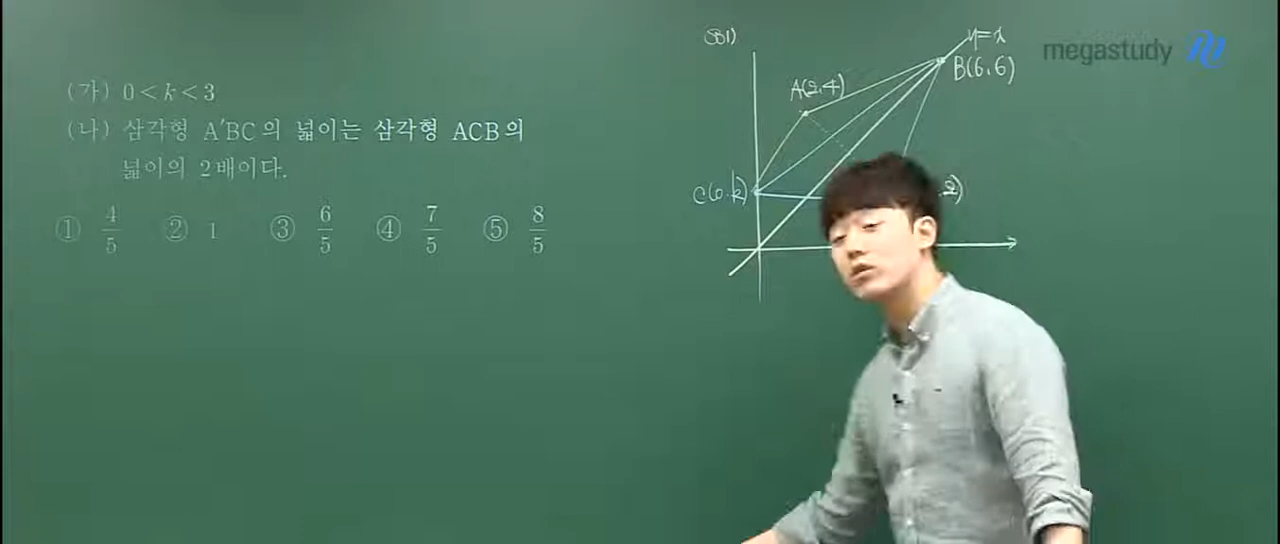 (가) 0<k<3
(나) 삼각형 A′BC의 넓이는 삼각형 ACB의
넓이의 2배이다.
① 4/5 ② 1 ③ 6/5 ④ 7/5 ⑤ 8/5
y=x
megastudy
B(6,6)
A(2,4)
C(0,k)
2)